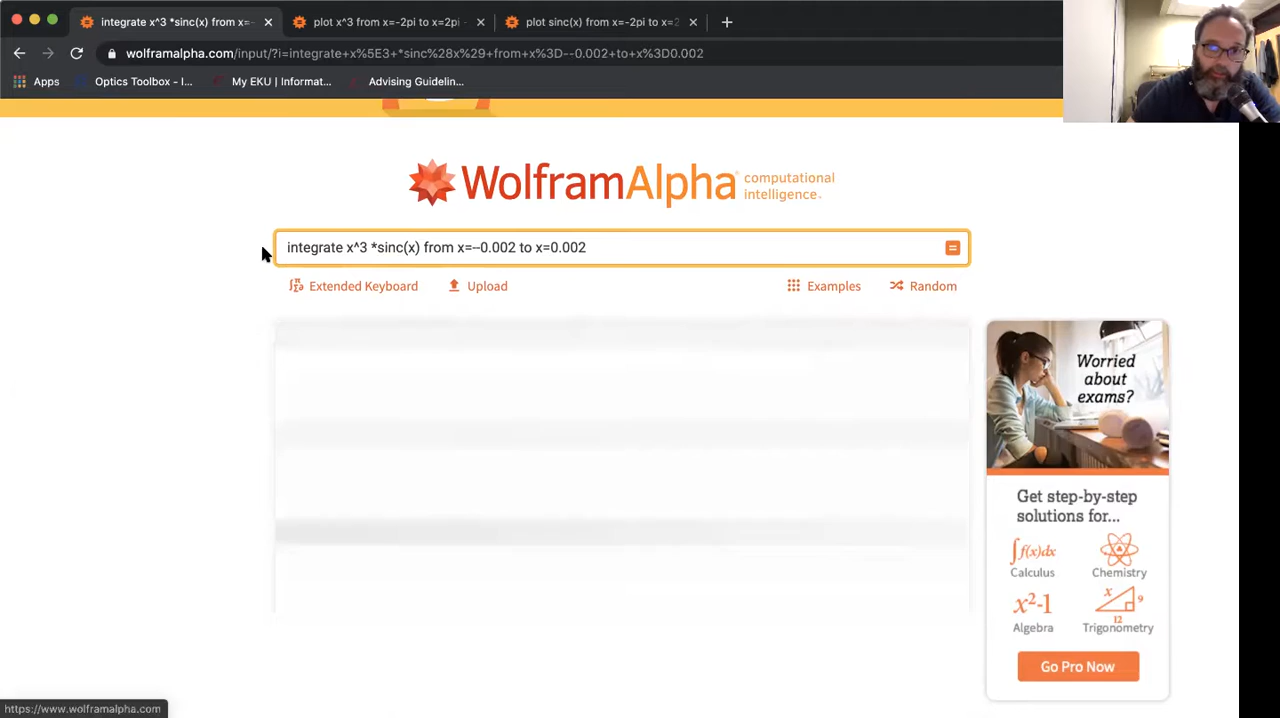 integrate x^3 *sinc(x) from x=-
plot x^3 from x=-2pi to x=2pi -
plot sinc(x) from x=-2pi to x=2
wolframalpha.com/input/?i=integrate+x%5E3+*sinc%28x%29+from+x%3D--0.002+to+x%3D0.002
Apps
Optics Toolbox - I...
My EKU | Informat...
Advising Guidelin...
WolframAlpha computational intelligence.
integrate x^3 *sinc(x) from x=--0.002 to x=0.002
Extended Keyboard
Upload
Examples
Random
Worried
about
exams?
Get step-by-step
solutions for...
∫f(x)dx
Calculus
Chemistry
x²-1
Algebra
x
9
12
Trigonometry
Go Pro Now
https://www.wolframalpha.com